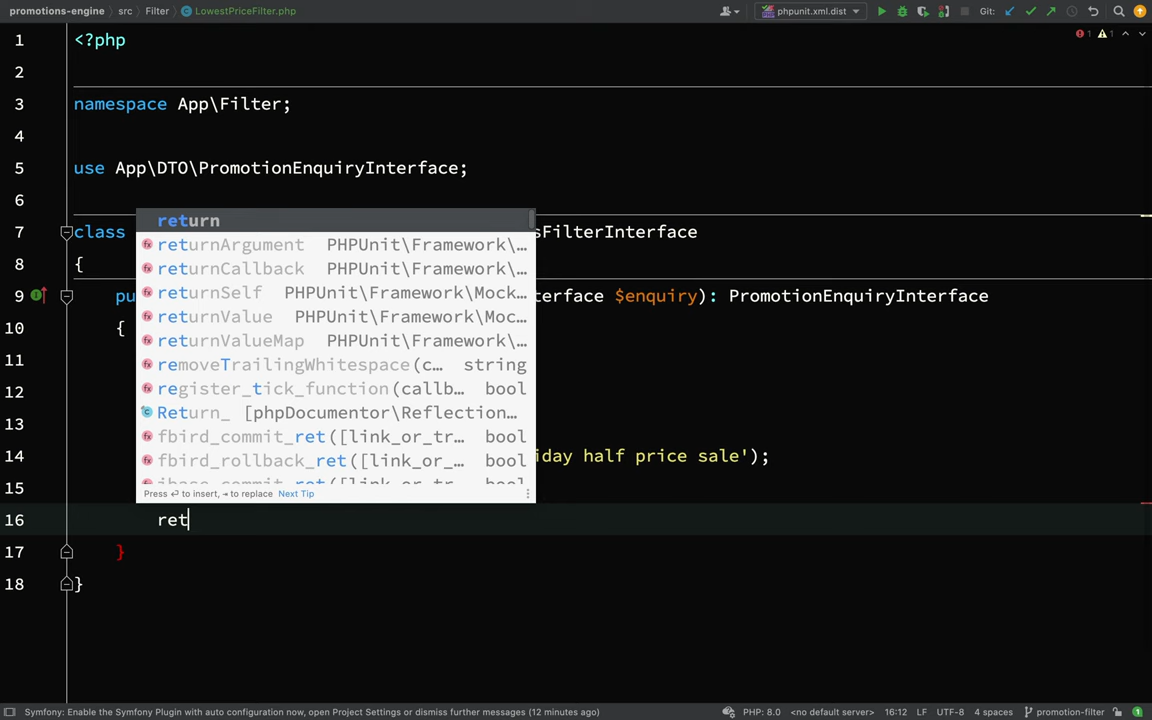 promotions-engine src Filter LowestPriceFilter.php phpunit.xml.dist Git:
1 <?php
1 1
2
3 namespace App\Filter;
4
5 use App\DTO\PromotionEnquiryInterface;
6
7 class sFilterInterface
8 {
9 pu terface $enquiry): PromotionEnquiryInterface
10 {
11
12
13
14 iday half price sale');
15
16 ret
17 }
18 }
return
returnArgument PHPUnit\Framework\…
returnCallback PHPUnit\Framework\…
returnSelf PHPUnit\Framework\Mock…
returnValue PHPUnit\Framework\Moc…
returnValueMap PHPUnit\Framework\…
removeTrailingWhitespace(c… string
register_tick_function(callb… bool
Return_ [phpDocumentor\Reflection…
fbird_commit_ret([link_or_tr… bool
fbird_rollback_ret([link_or_… bool
ibase_commit_ret([link_or_tr… bool
Press ↵ to insert, ⇥ to replace Next Tip
Symfony: Enable the Symfony Plugin with auto configuration now, open Project Settings or dismiss further messages (12 minutes ago) PHP: 8.0 <no default server> 16:12 LF UTF-8 4 spaces promotion-filter 1